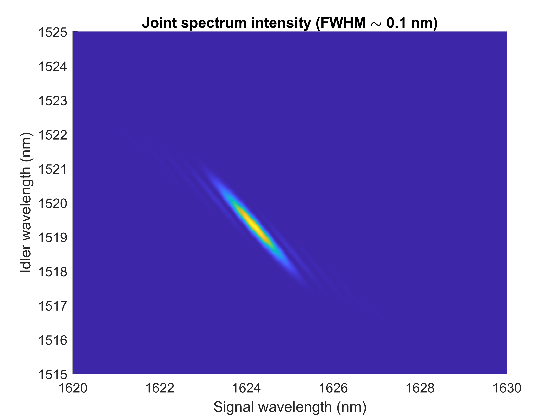 Joint spectrum intensity (FWHM ∼ 0.1 nm)
1525
1524
1523
1522
1521
1520
1519
1518
1517
1516
1515
Idler wavelength (nm)
1620 1622 1624 1626 1628 1630
Signal wavelength (nm)